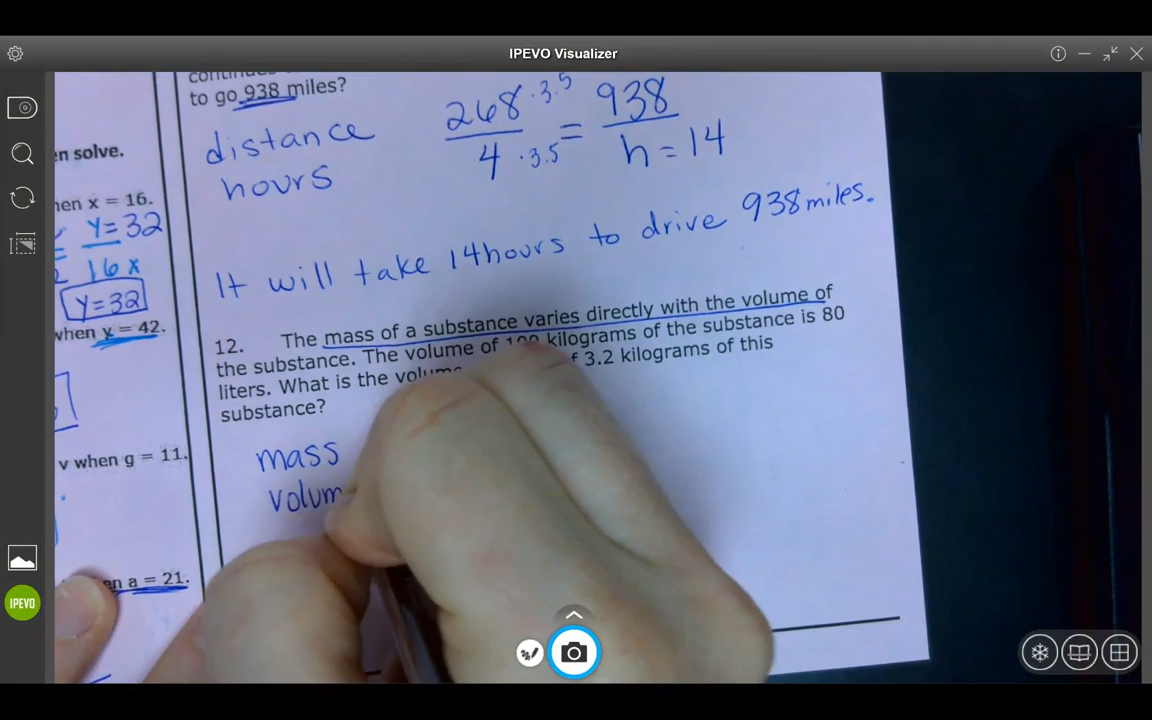 IPEVO Visualizer
to go 938 miles?
268 · 3.5 = 938
4 · 3.5 h = 14
distance
hours
It will take 14 hours to drive 938 miles.
n solve.
en x = 16.
y = 32
16 x
y = 32
when y = 42.
v when g = 11.
n a = 21.
12. The mass of a substance varies directly with the volume of
the substance. The volume of kilograms of the substance is 80
liters. What is the of 3.2 kilograms of this
substance?
mass
volum
IPEVO